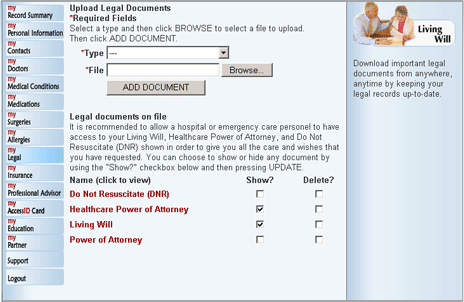 my
Record Summary
my
Personal Information
my
Contacts
my
Doctors
my
Medical Conditions
my
Medications
my
Surgeries
my
Allergies
my
Legal
my
Insurance
my
Professional Advisor
my
AccessID Card
my
Education
my
Partner
Support
Logout
Upload Legal Documents
*Required Fields
Select a type and then click BROWSE to select a file to upload.
Then click ADD DOCUMENT.
*Type ---
*File Browse...
ADD DOCUMENT
Legal documents on file
It is recommended to allow a hospital or emergency care personel to have
access to your Living Will, Healthcare Power of Attorney, and Do Not
Resuscitate (DNR) shown in order to give you all the care and wishes that
you have requested. You can choose to show or hide any document by
using the "Show?" checkbox below and then pressing UPDATE.
Name (click to view) Show? Delete?
Do Not Resuscitate (DNR)
Healthcare Power of Attorney
Living Will
Power of Attorney
Living
Will
Download important legal
documents from anywhere,
anytime by keeping your
legal records up-to-date.